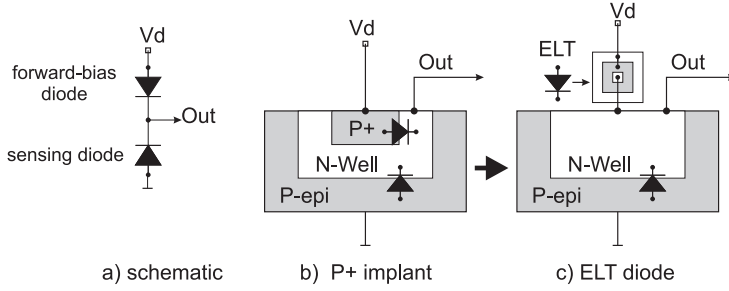 Vd
forward-bias
diode
Out
sensing diode
a) schematic
Vd
Out
P+
N-Well
P-epi
b) P+ implant
Vd
ELT
Out
N-Well
P-epi
c) ELT diode